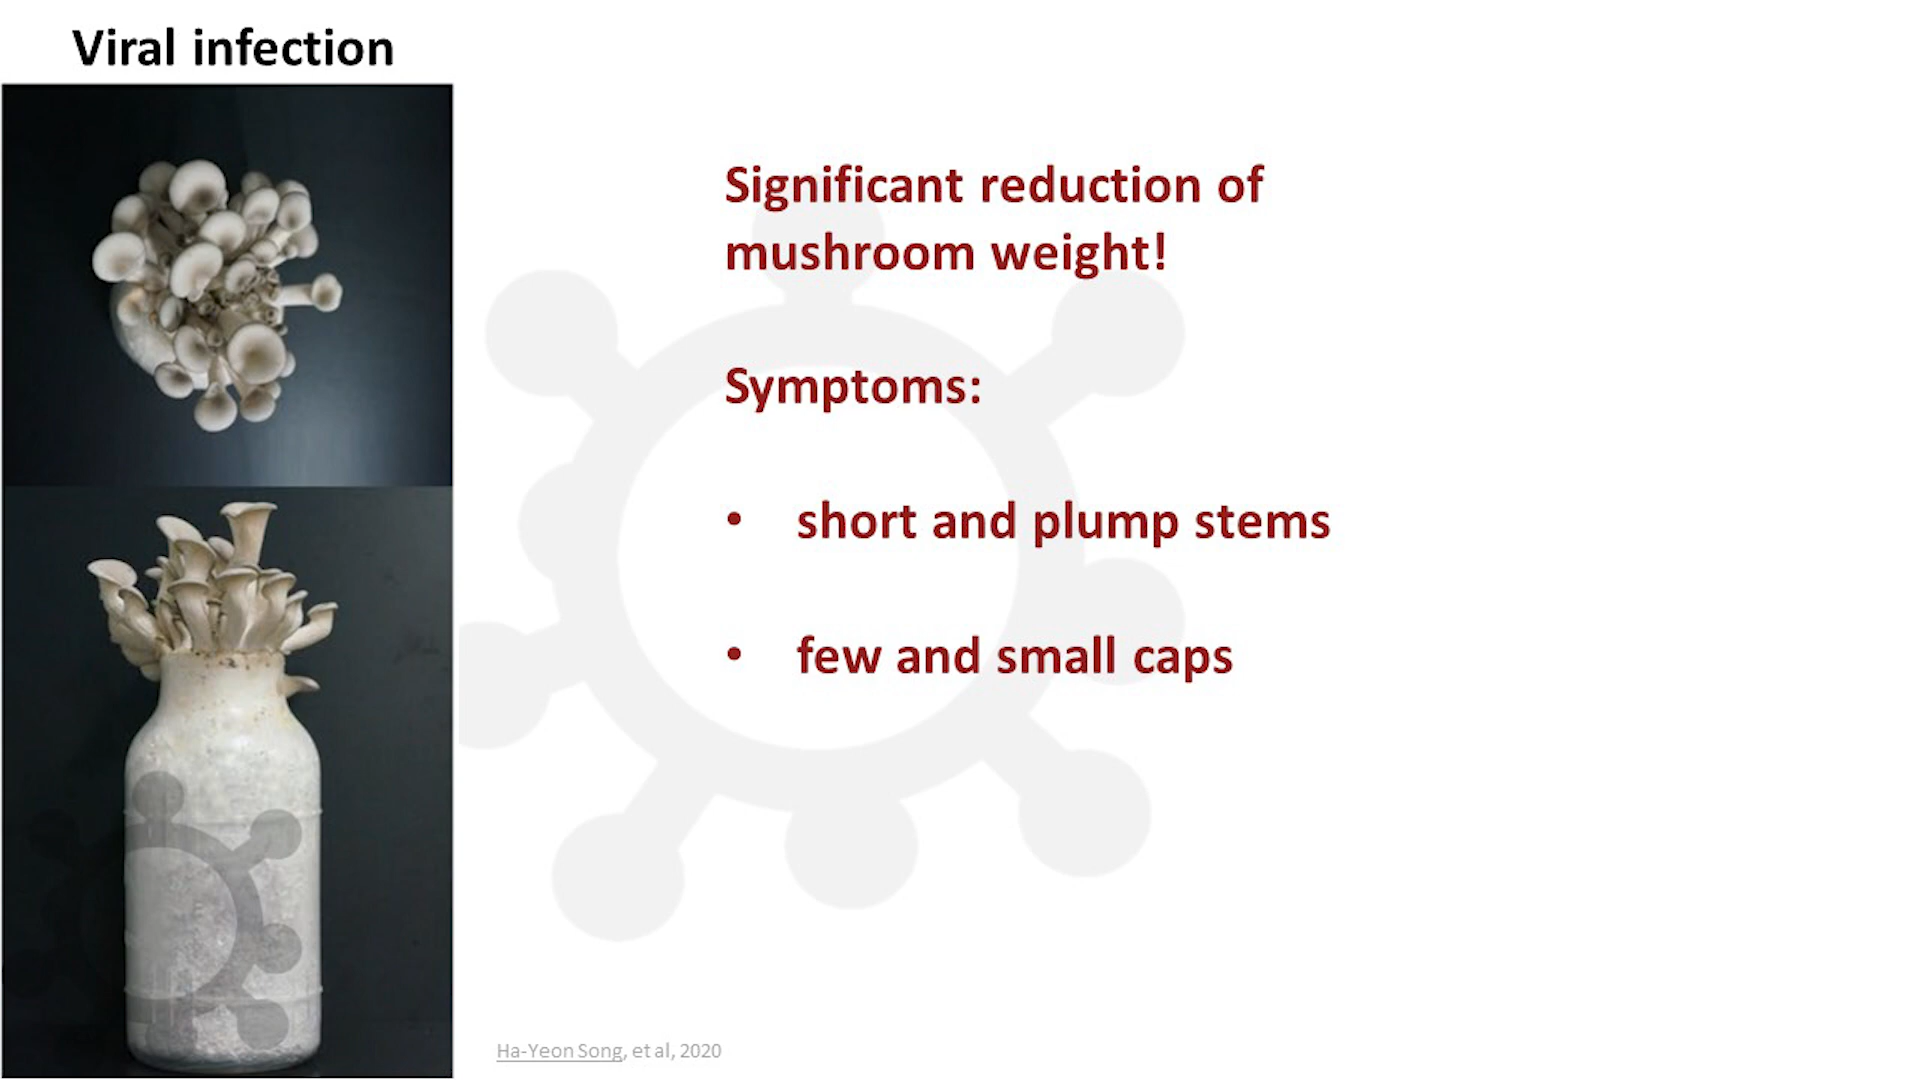 Viral infection
Significant reduction of
mushroom weight!
Symptoms:
• short and plump stems
• few and small caps
Ha-Yeon Song, et al, 2020